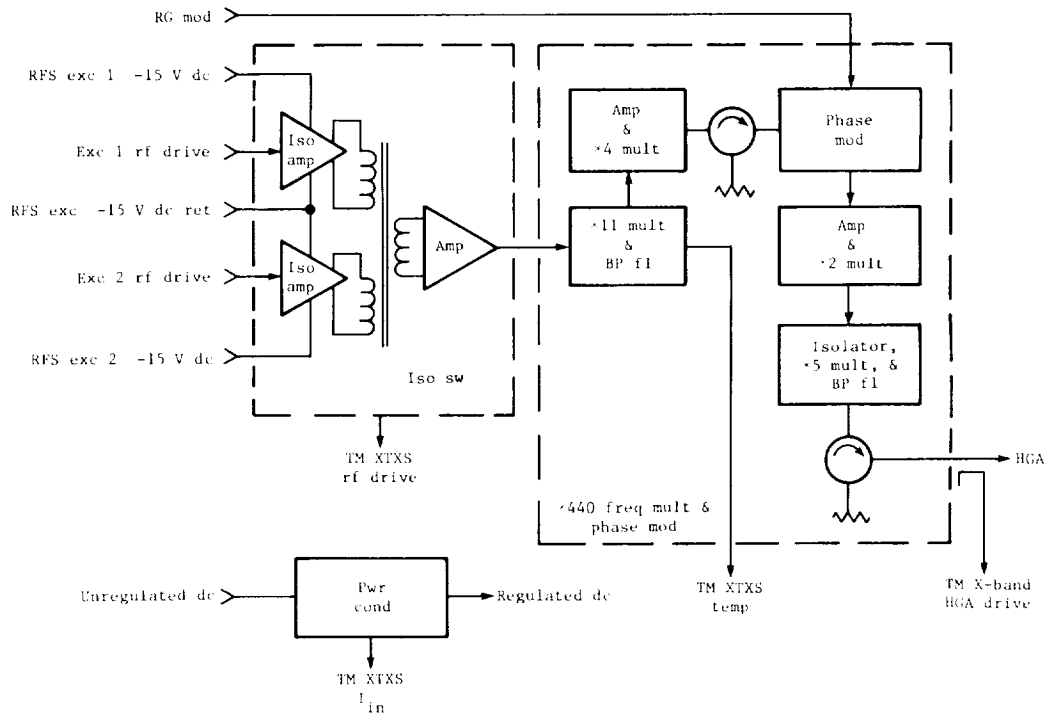 RG mod
RFS exc 1 -15 V dc
Exc 1 rf drive
RFS exc -15 V dc ret
Exc 2 rf drive
RFS exc 2 -15 V dc
Iso
amp
Iso
amp
Amp
Iso sw
TM XTXS
rf drive
Amp
&
×4 mult
×11 mult
&
BP fl
Phase
mod
Amp
&
×2 mult
Isolator,
×5 mult, &
BP fl
HGA
×440 freq mult &
phase mod
TM XTXS
temp
TM X-band
HGA drive
Unregulated dc
Pwr
cond
Regulated dc
TM XTXS
I in